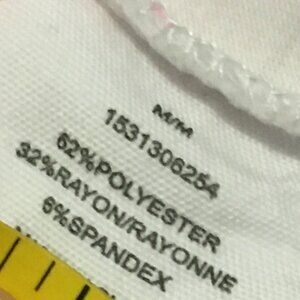 M/M
1531306254
62%POLYESTER
32%RAYON/RAYONNE
6%SPANDEX